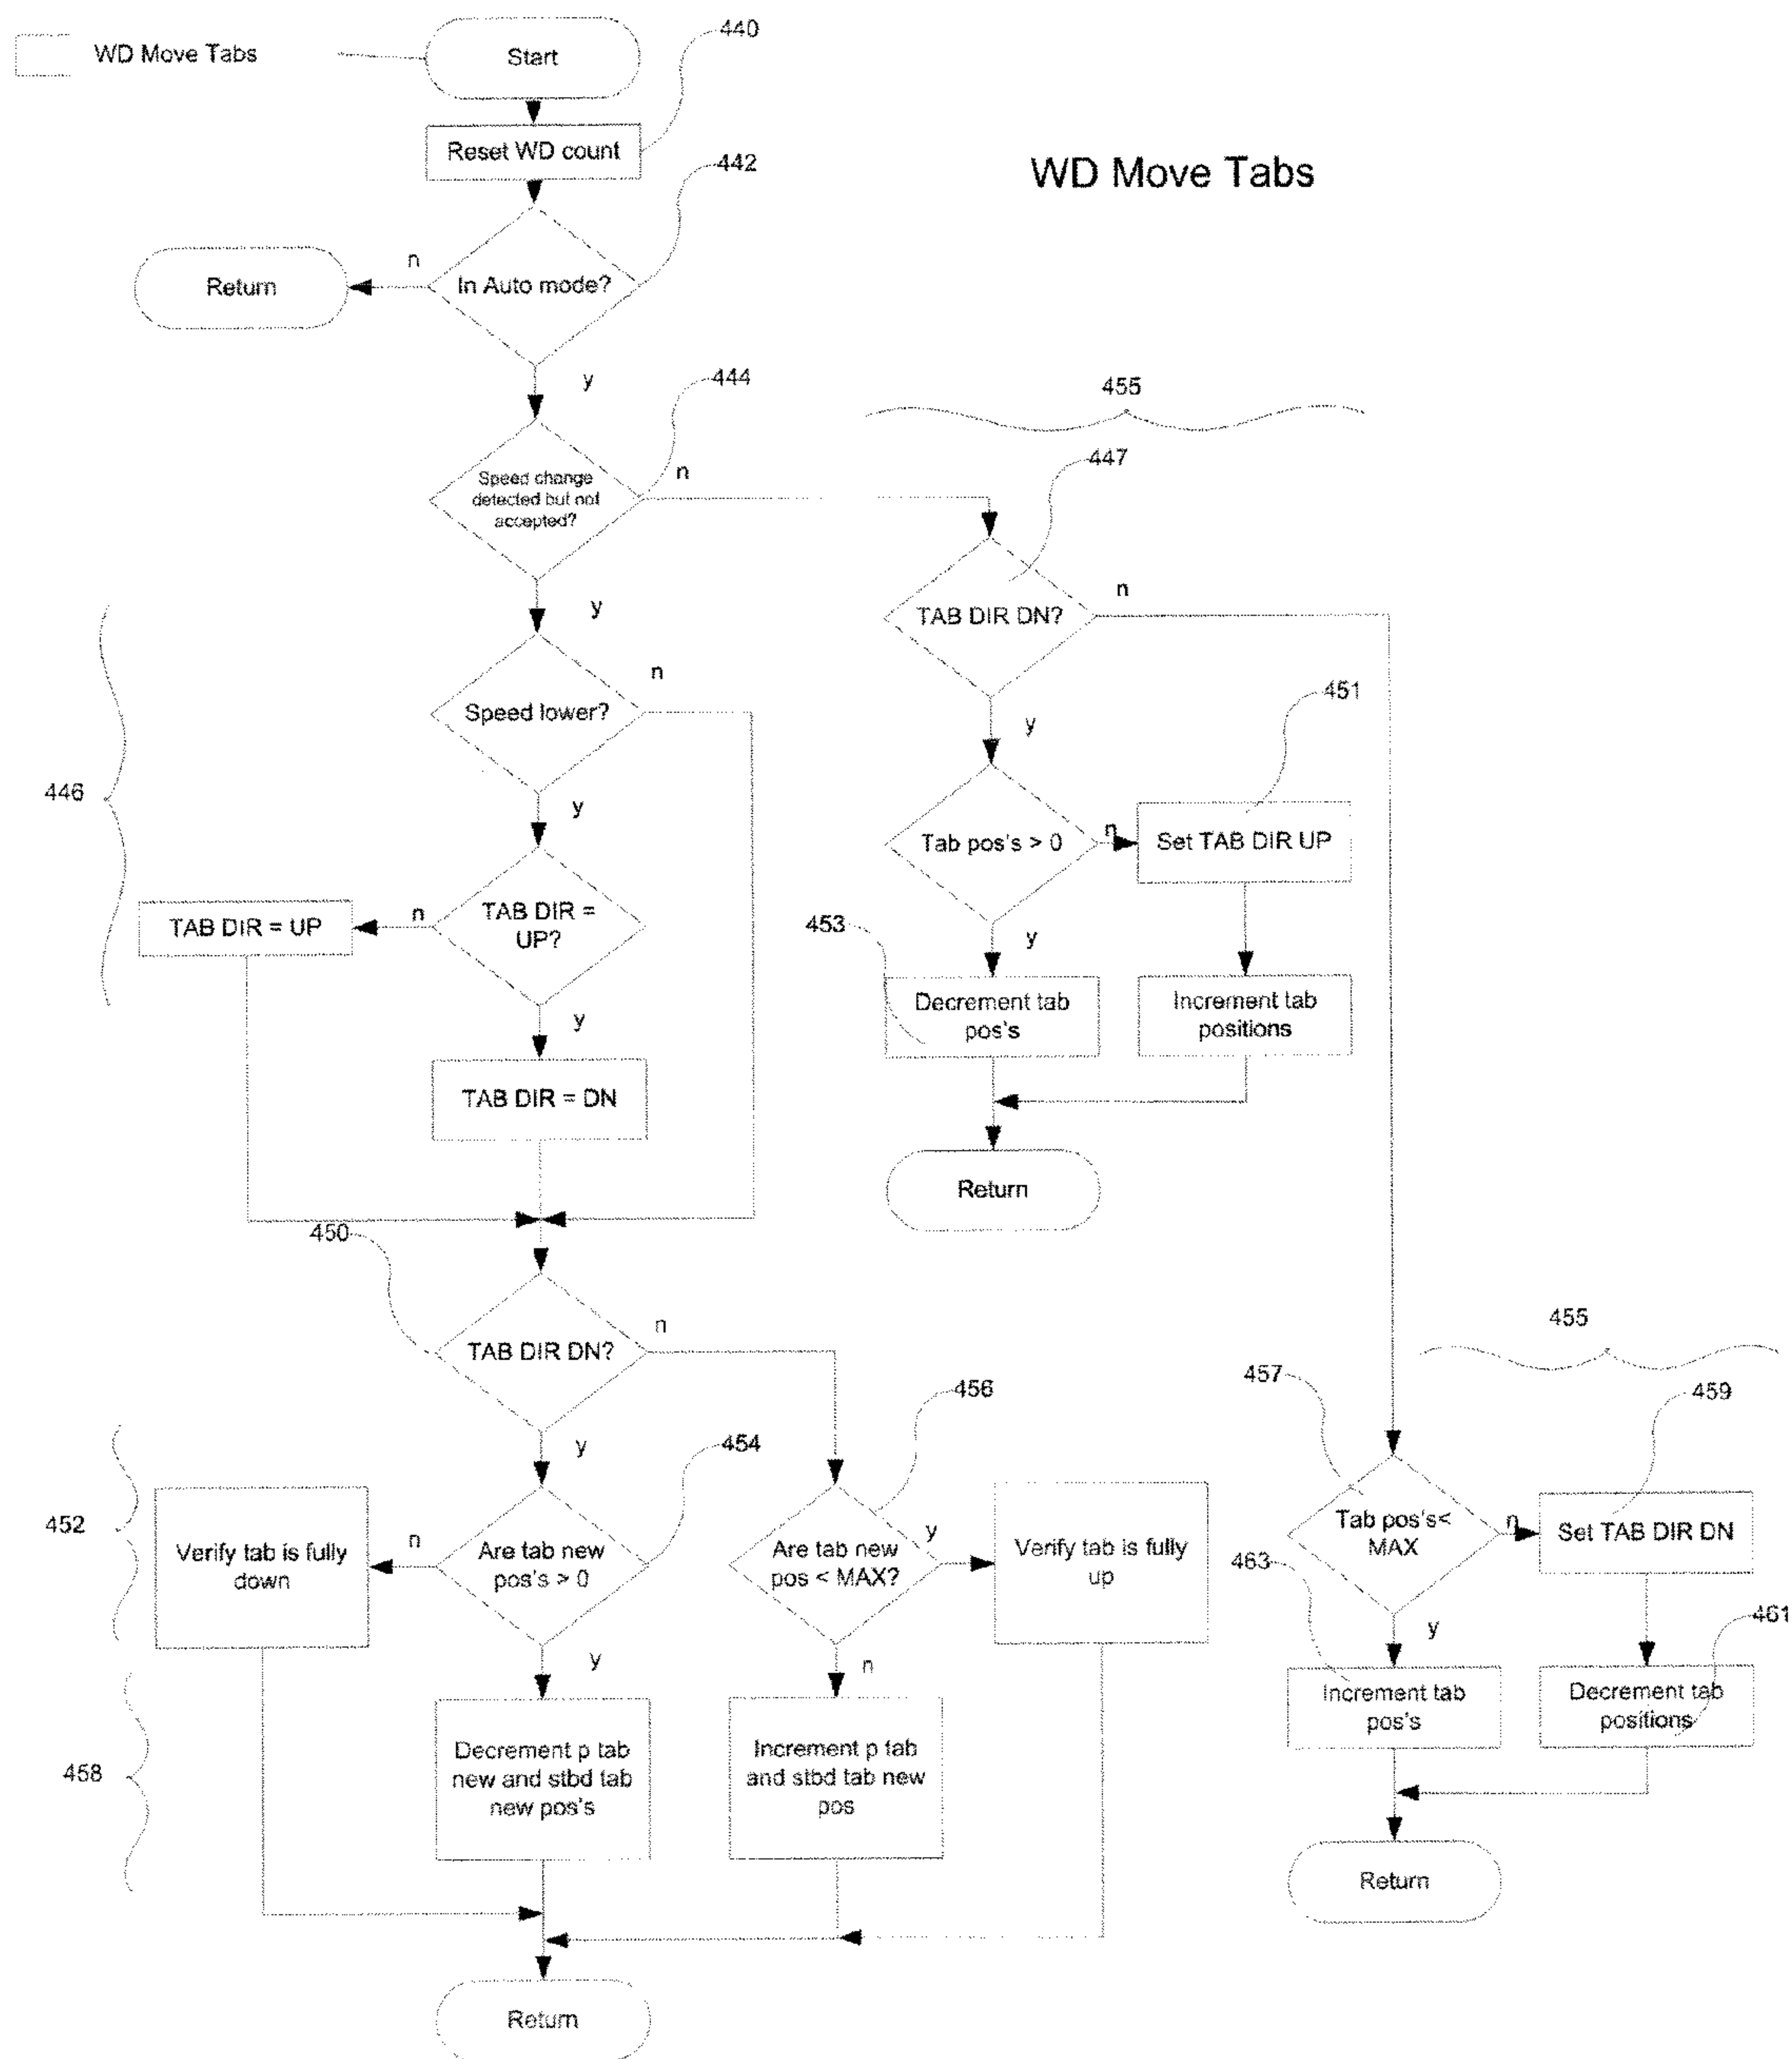 WD Move Tabs
Start
440
Reset WD count
442
WD Move Tabs
In Auto mode?
n
Return
y
444
Speed change
detected but not
accepted?
n
455
447
TAB DIR DN?
n
y
y
Speed lower?
n
446
y
451
Tab pos's > 0
n
Set TAB DIR UP
TAB DIR =
UP?
n
TAB DIR = UP
453
y
y
Decrement tab
pos's
Increment tab
positions
TAB DIR = DN
Return
450
TAB DIR DN?
n
y
455
457
459
456
454
452
Verify tab is fully
down
n
Are tab new
pos's > 0
Are tab new
pos < MAX?
y
Verify tab is fully
up
Tab pos's<
MAX
n
Set TAB DIR DN
463
461
y
y
n
Increment tab
pos's
Decrement tab
positions
458
Decrement p tab
new and stbd tab
new pos's
Increment p tab
and stbd tab new
pos
Return
Return